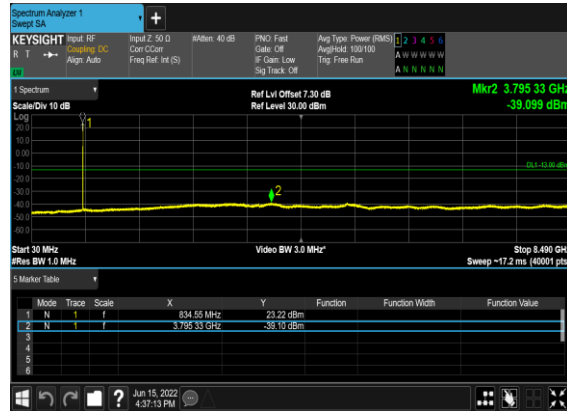 Spectrum Analyzer 1
Swept SA
+
KEYSIGHT Input: RF Input Z: 50 Ω #Atten: 40 dB PNO: Fast Avg Type: Power (RMS) 1 2 3 4 5 6
R T Coupling: DC Corr CCorr Gate: Off Avg|Hold: 100/100 A W W W W W
Align: Auto Freq Ref: Int (S) IF Gain: Low Trig: Free Run
Sig Track: Off A N N N N N
1 Spectrum Ref Lvl Offset 7.30 dB Mkr2 3.795 33 GHz
Scale/Div 10 dB Ref Level 30.00 dBm -39.099 dBm
Log
1
20.0
10.0
0.00
-10.0
DL1 -13.00 dBm
-20.0
-30.0
2
-40.0
-50.0
-60.0
Start 30 MHz Video BW 3.0 MHz* Stop 8.490 GHz
#Res BW 1.0 MHz Sweep ~17.2 ms (40001 pts)
5 Marker Table
Mode Trace Scale X Y Function Function Width Function Value
1 N 1 f 834.55 MHz 23.22 dBm
2 N 1 f 3.795 33 GHz -39.10 dBm
3
4
5
6
? Jun 15, 2022
4:37:13 PM